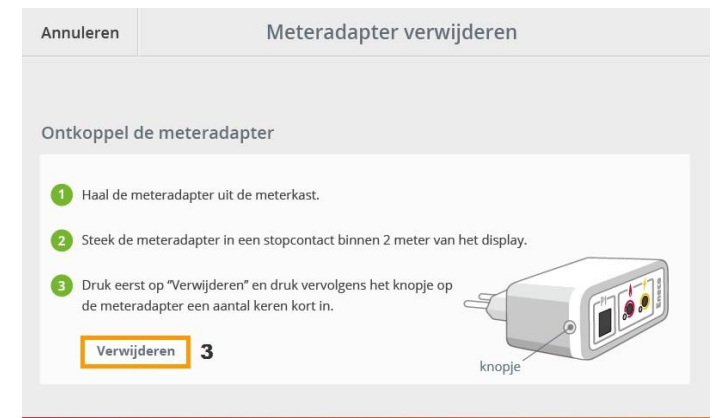 Annuleren
Meteradapter verwijderen
Ontkoppel de meteradapter
1 Haal de meteradapter uit de meterkast.
2 Steek de meteradapter in een stopcontact binnen 2 meter van het display.
3 Druk eerst op "Verwijderen" en druk vervolgens het knopje op
de meteradapter een aantal keren kort in.
P1
Eneco
Verwijderen 3
knopje